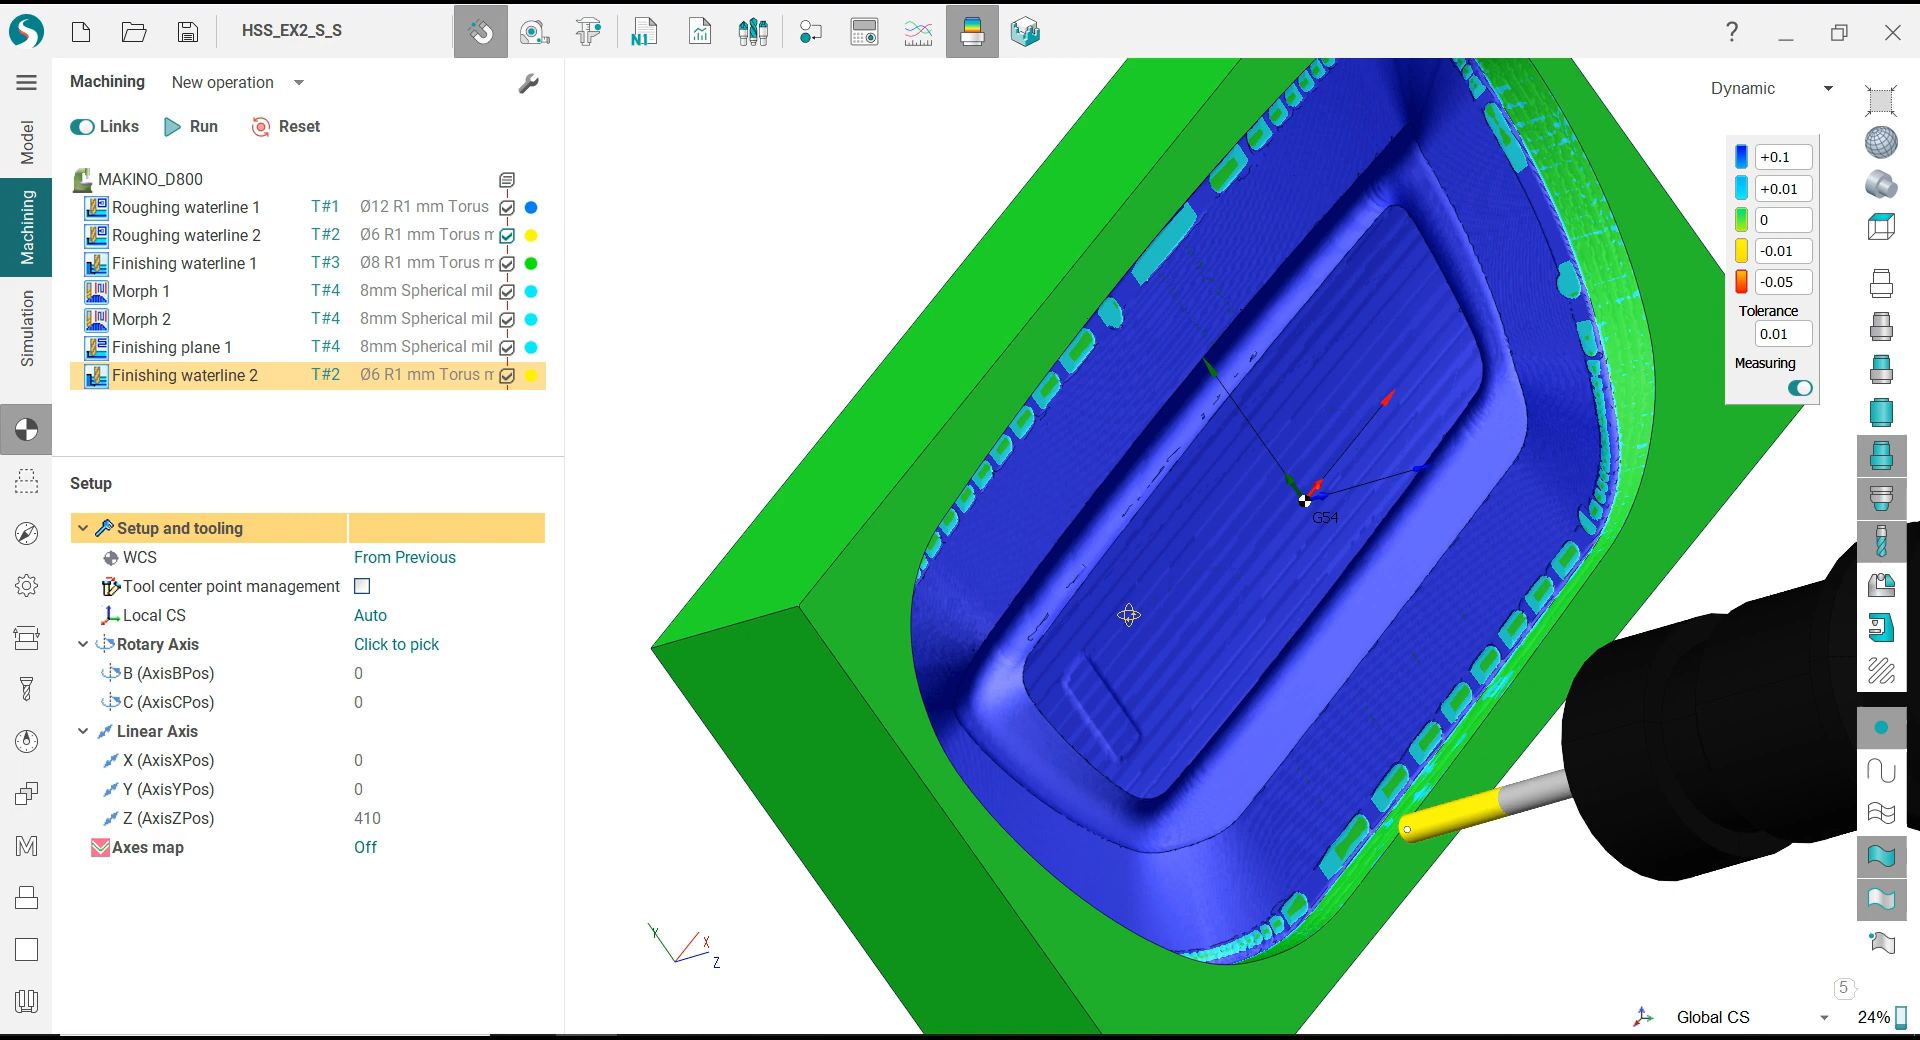 HSS_EX2_S_S
N1
?
Machining
New operation
Links
Run
Reset
Model
Machining
Simulation
MAKINO_D800
Roughing waterline 1 T#1 Ø12 R1 mm Torus
Roughing waterline 2 T#2 Ø6 R1 mm Torus m
Finishing waterline 1 T#3 Ø8 R1 mm Torus m
Morph 1 T#4 8mm Spherical mil
Morph 2 T#4 8mm Spherical mil
Finishing plane 1 T#4 8mm Spherical mil
Finishing waterline 2 T#2 Ø6 R1 mm Torus m
Setup
Setup and tooling
WCS From Previous
Tool center point management
Local CS Auto
Rotary Axis Click to pick
B (AxisBPos) 0
C (AxisCPos) 0
Linear Axis
X (AxisXPos) 0
Y (AxisYPos) 0
Z (AxisZPos) 410
Axes map Off
G54
Y
X
Z
Dynamic
+0.1
+0.01
0
-0.01
-0.05
Tolerance
0.01
Measuring
5
Global CS
24%